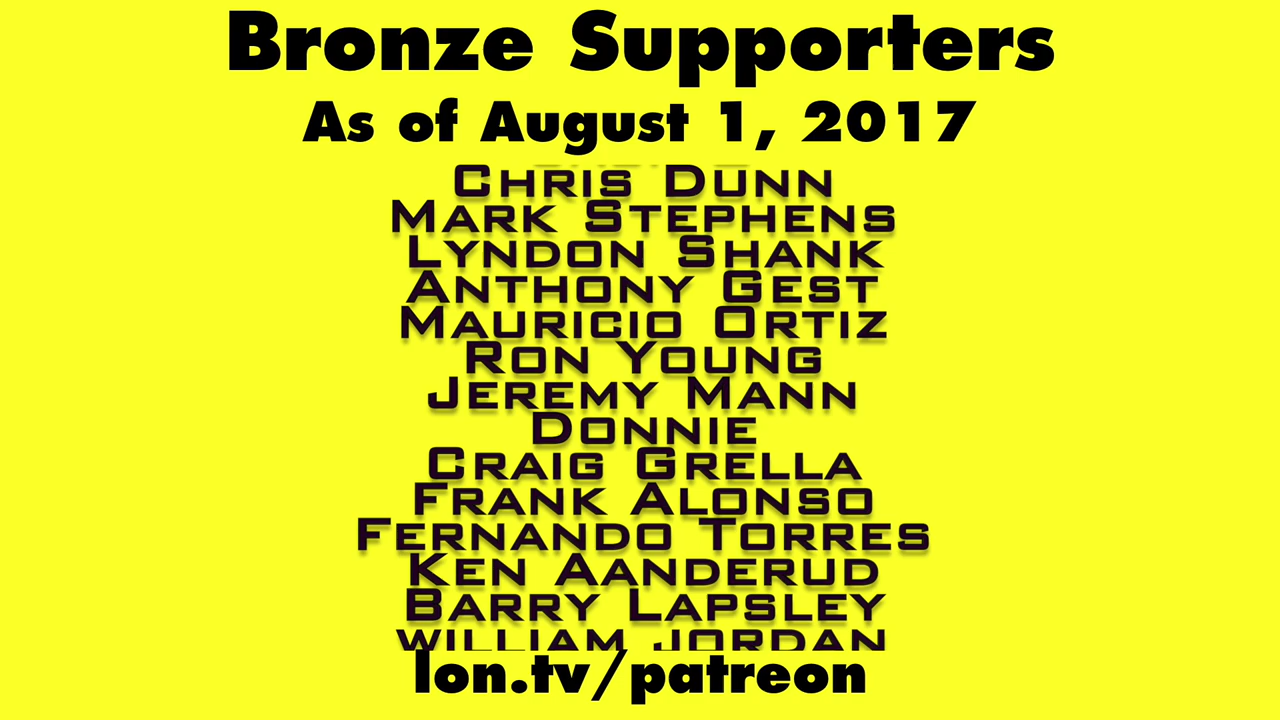 Bronze Supporters
As of August 1, 2017
Chris Dunn
Mark Stephens
Lyndon Shank
Anthony Gest
Mauricio Ortiz
Ron Young
Jeremy Mann
Donnie
Craig Grella
Frank Alonso
Fernando Torres
Ken Aanderud
Barry Lapsley
William Jordan
lon.tv/patreon